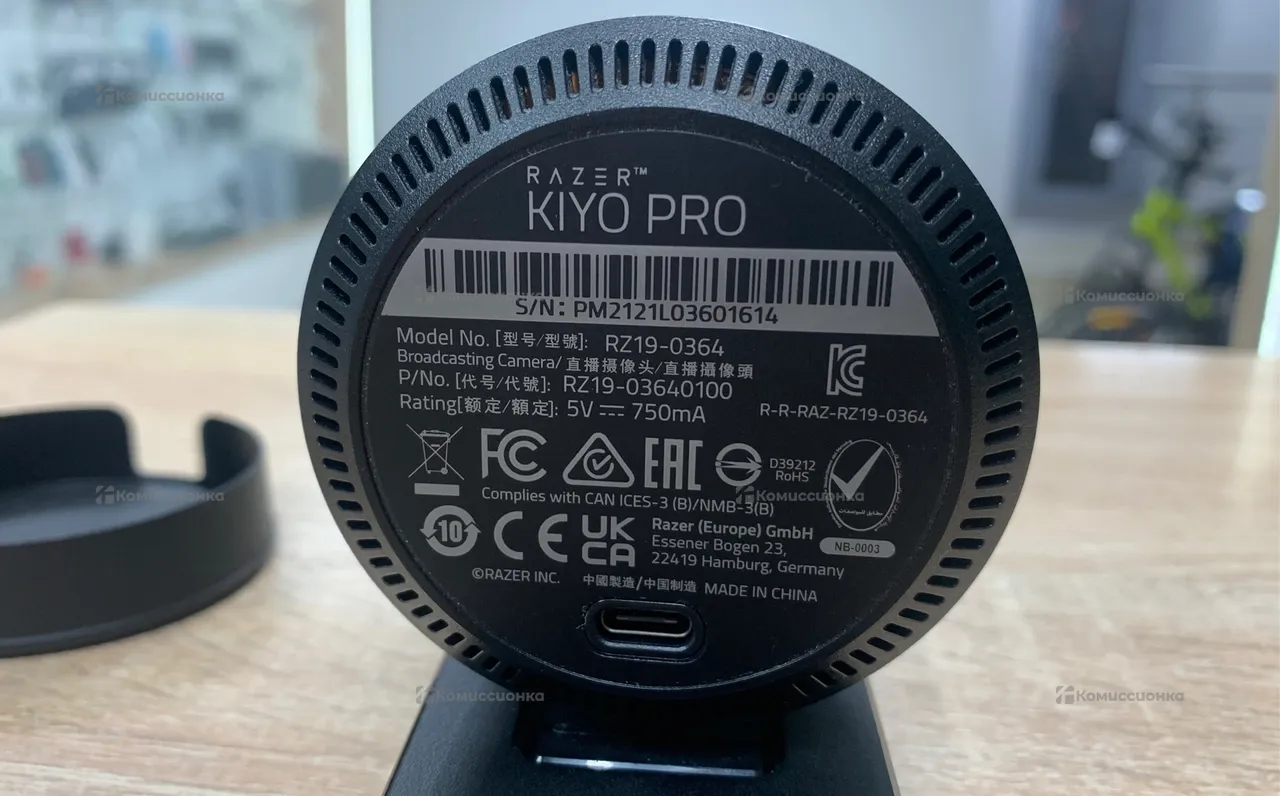 RAZER™
KIYO PRO
S/N: PM2121L03601614
Model No. [型号/型號]: RZ19-0364
Broadcasting Camera/直播摄像头/直播攝像頭
P/No. [代号/代號]: RZ19-03640100
Rating[额定/額定]: 5V ⎓ 750mA
R-R-RAZ-RZ19-0364
FC
EAC
D39212
RoHS
Complies with CAN ICES-3 (B)/NMB-3(B)
10
CE
UK
CA
Razer (Europe) GmbH
Essener Bogen 23,
22419 Hamburg, Germany
NB-0003
©RAZER INC. 中國製造/中国制造 MADE IN CHINA
Комиссионка
Комиссионка
Комиссионка
Комиссионка
Комиссионка
Комиссионка
Комиссионка